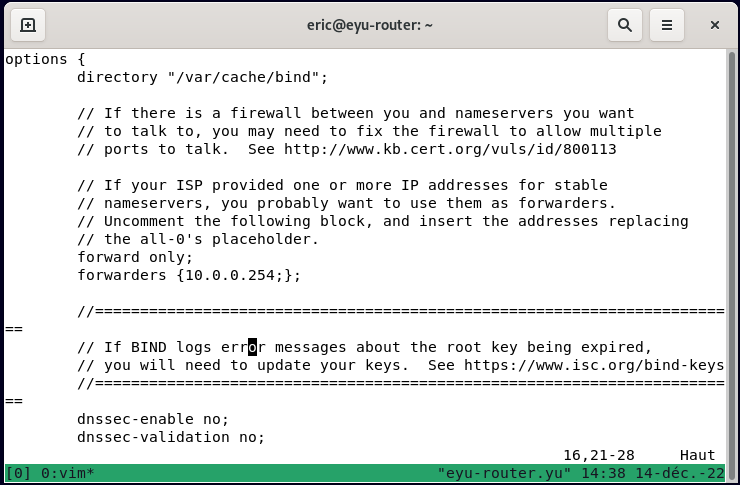 eric@eyu-router: ~
options {
directory "/var/cache/bind";
// If there is a firewall between you and nameservers you want
// to talk to, you may need to fix the firewall to allow multiple
// ports to talk.  See http://www.kb.cert.org/vuls/id/800113
// If your ISP provided one or more IP addresses for stable
// nameservers, you probably want to use them as forwarders.
// Uncomment the following block, and insert the addresses replacing
// the all-0's placeholder.
forward only;
forwarders {10.0.0.254;};
//======================================================================
==
// If BIND logs error messages about the root key being expired,
// you will need to update your keys.  See https://www.isc.org/bind-keys
//======================================================================
==
dnssec-enable no;
dnssec-validation no;
16,21-28     Haut
[0] 0:vim* "eyu-router.yu" 14:38 14-déc.-22